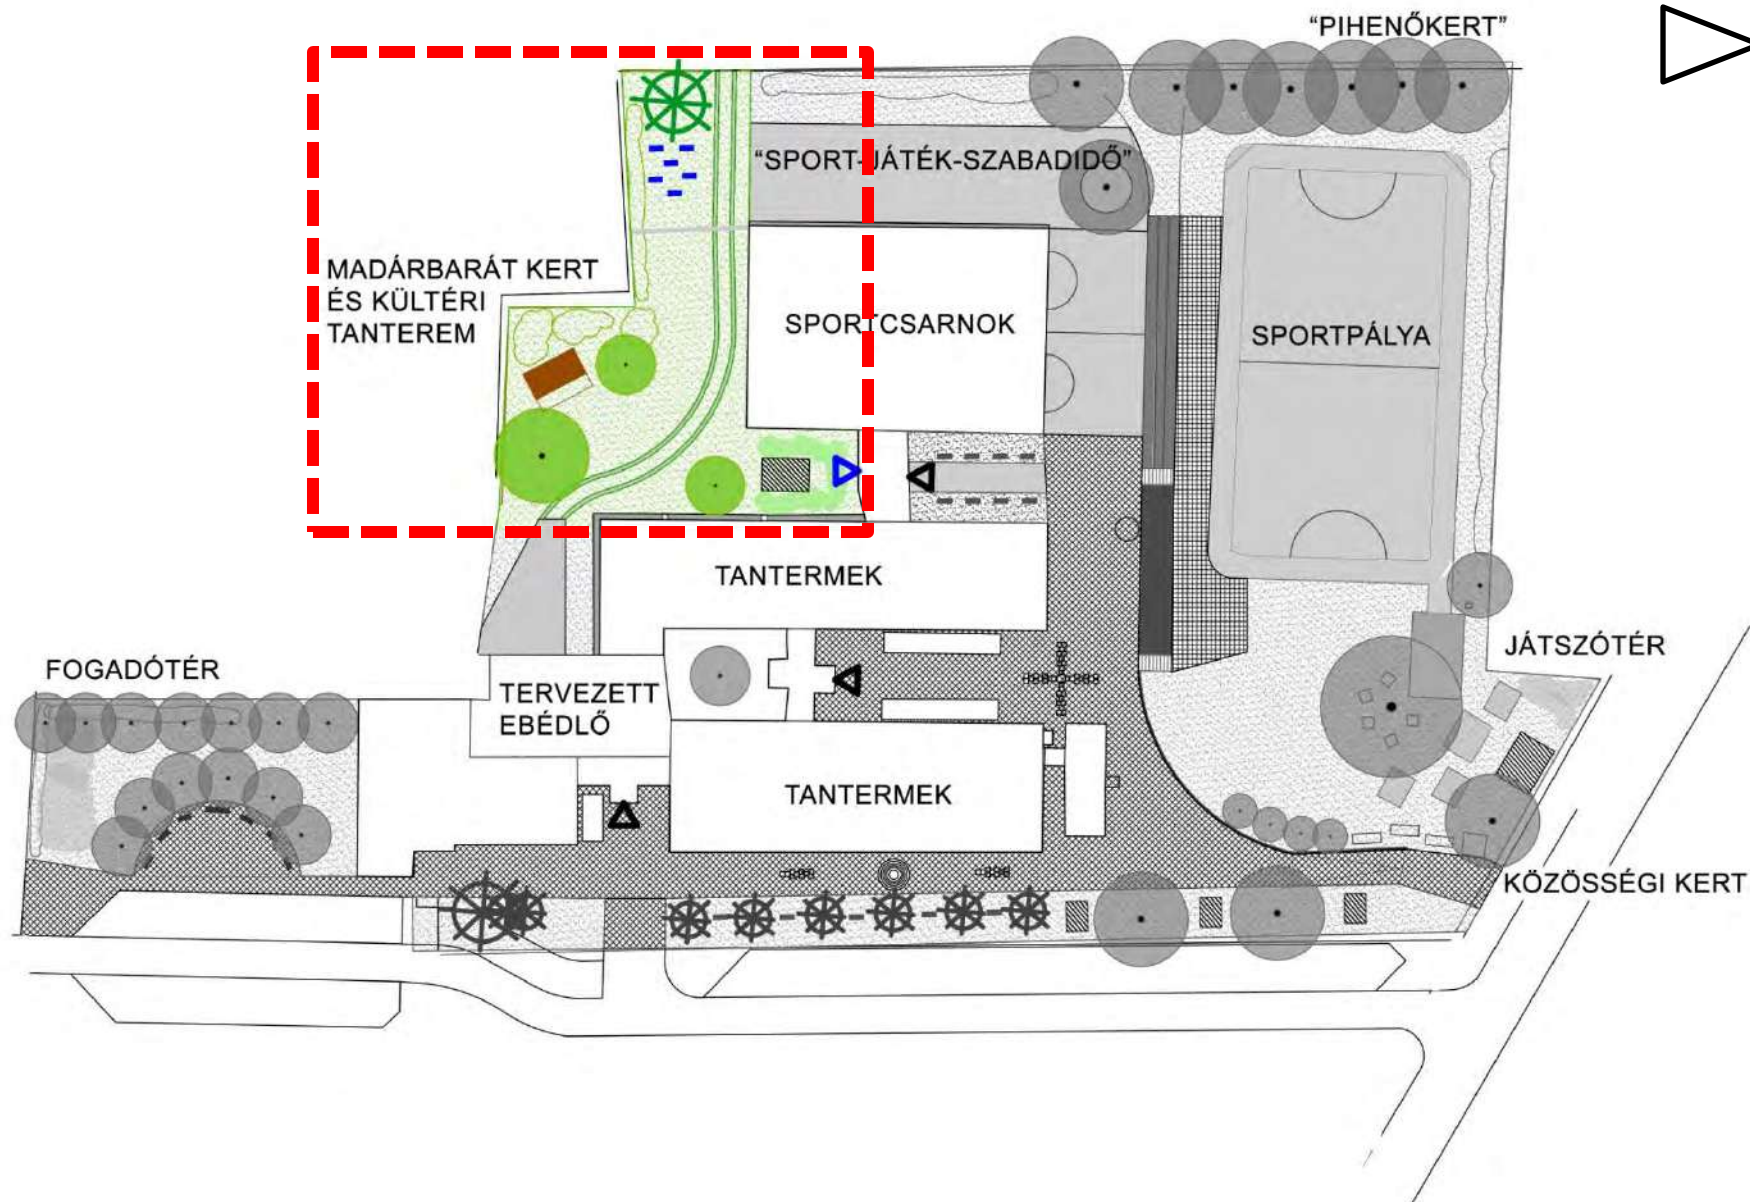 “PIHENŐKERT”
“SPORT-JÁTÉK-SZABADIDŐ”
MADÁRBARÁT KERT
ÉS KÜLTÉRI
TANTEREM
SPORTCSARNOK
SPORTPÁLYA
TANTERMEK
FOGADÓTÉR
TERVEZETT
EBÉDLŐ
JÁTSZÓTÉR
TANTERMEK
KÖZÖSSÉGI KERT